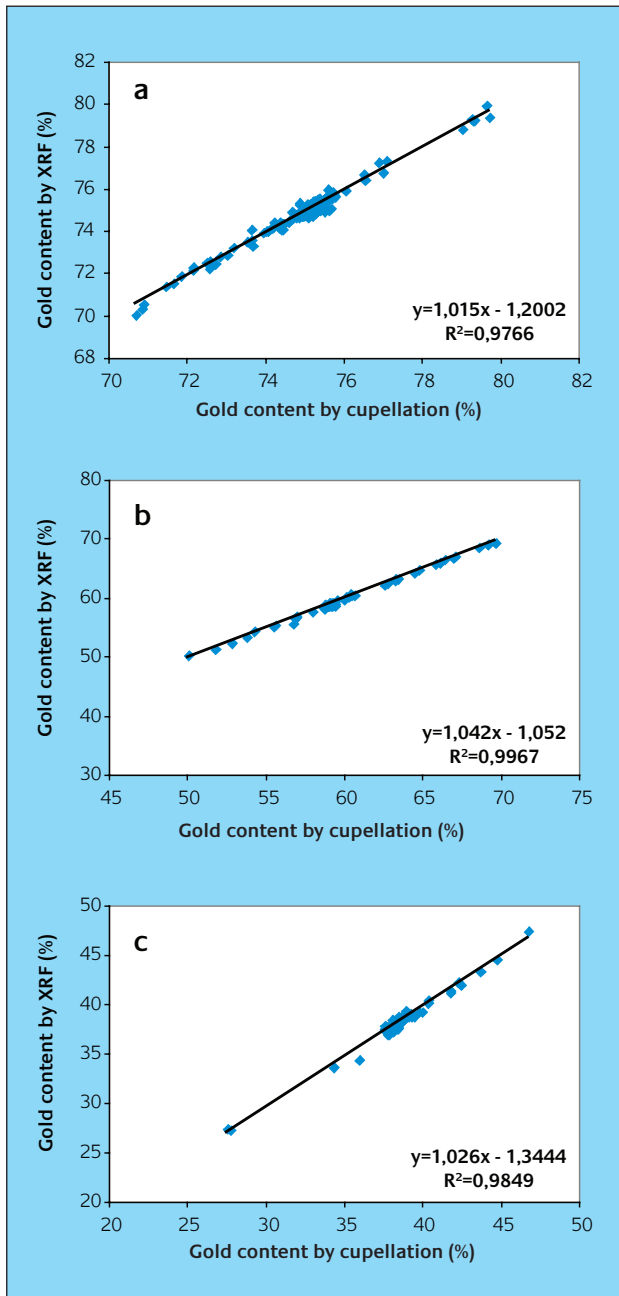 a
Gold content by XRF (%)
82
80
78
76
74
72
70
68
y=1,015x - 1,2002
R²=0,9766
70 72 74 76 78 80 82
Gold content by cupellation (%)
b
Gold content by XRF (%)
80
70
60
50
40
30
y=1,042x - 1,052
R²=0,9967
45 50 55 60 65 70 75
Gold content by cupellation (%)
c
Gold content by XRF (%)
50
45
40
35
30
25
20
y=1,026x - 1,3444
R²=0,9849
20 30 35 40 50
Gold content by cupellation (%)